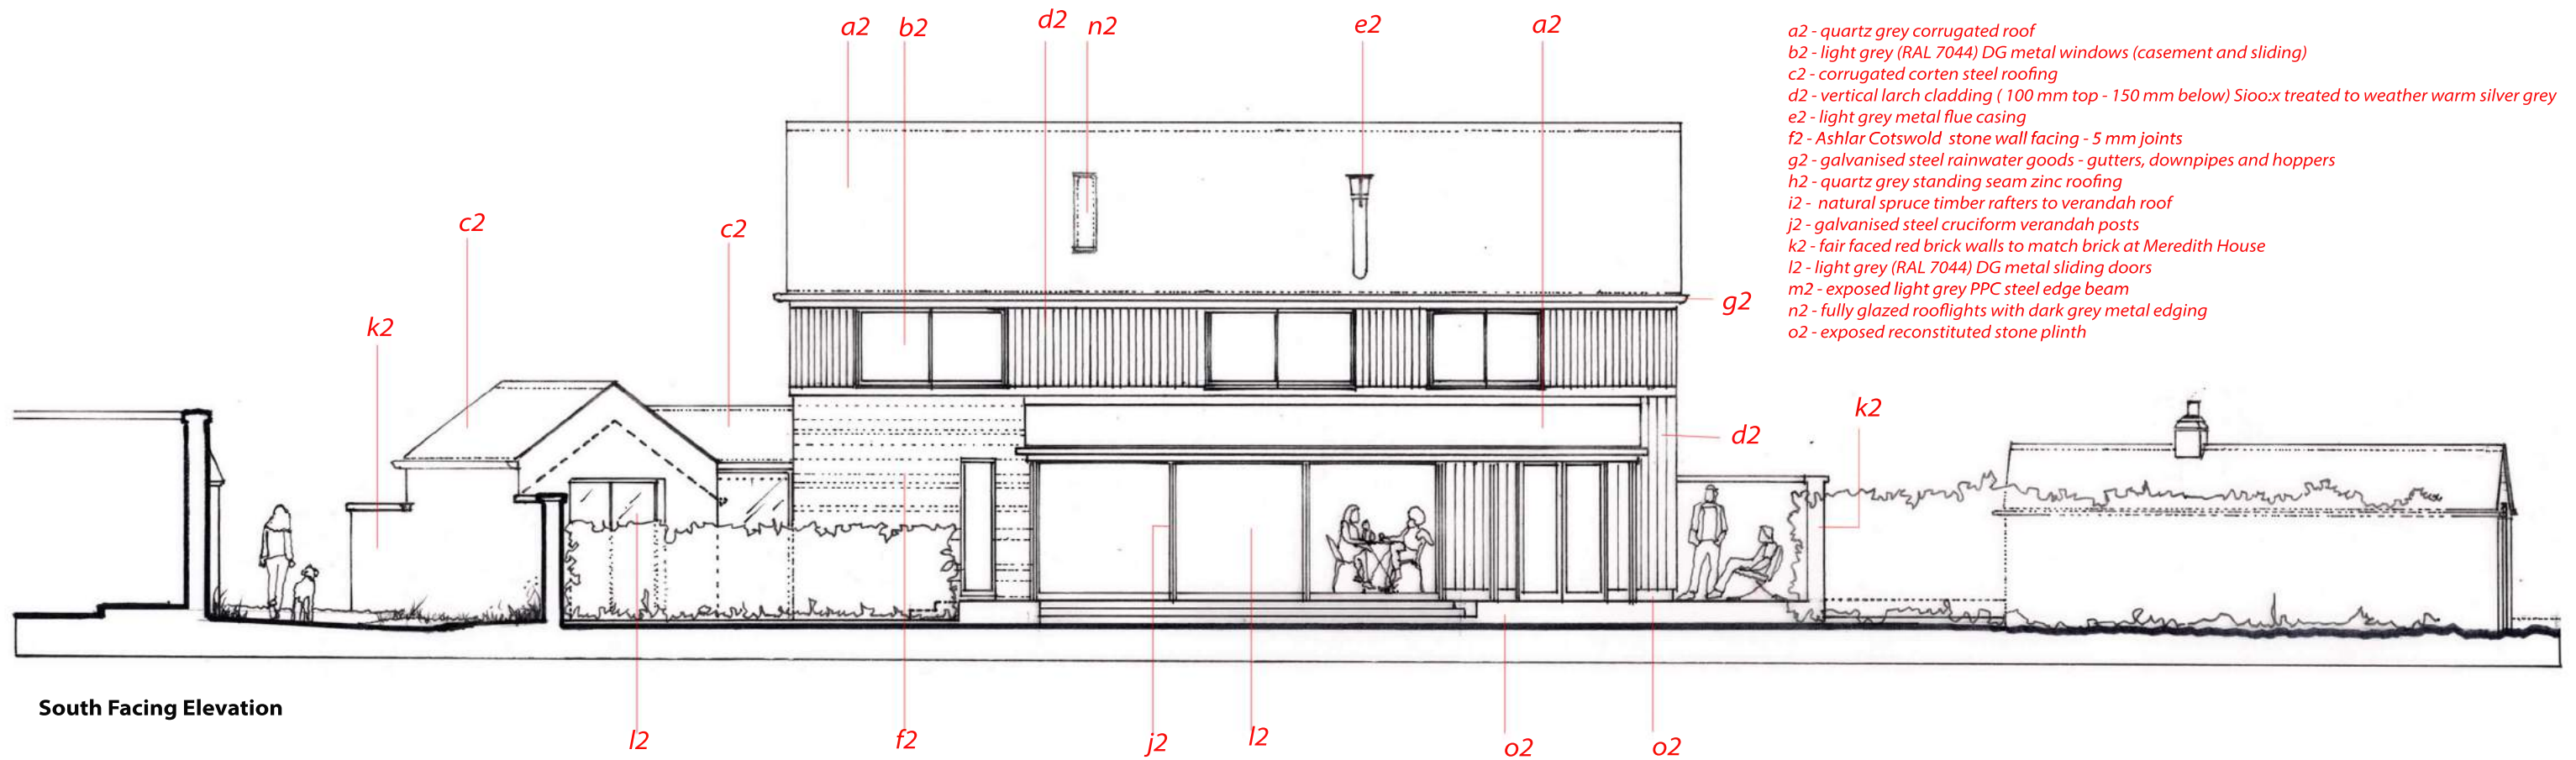 a2
b2
d2
n2
e2
a2
a2 - quartz grey corrugated roof
b2 - light grey (RAL 7044) DG metal windows (casement and sliding)
c2 - corrugated corten steel roofing
d2 - vertical larch cladding ( 100 mm top - 150 mm below) Sioo:x treated to weather warm silver grey
e2 - light grey metal flue casing
f2 - Ashlar Cotswold stone wall facing - 5 mm joints
g2 - galvanised steel rainwater goods - gutters, downpipes and hoppers
h2 - quartz grey standing seam zinc roofing
i2 - natural spruce timber rafters to verandah roof
j2 - galvanised steel cruciform verandah posts
k2 - fair faced red brick walls to match brick at Meredith House
l2 - light grey (RAL 7044) DG metal sliding doors
m2 - exposed light grey PPC steel edge beam
n2 - fully glazed rooflights with dark grey metal edging
o2 - exposed reconstituted stone plinth
c2
c2
g2
k2
k2
d2
South Facing Elevation
l2
f2
j2
l2
o2
o2